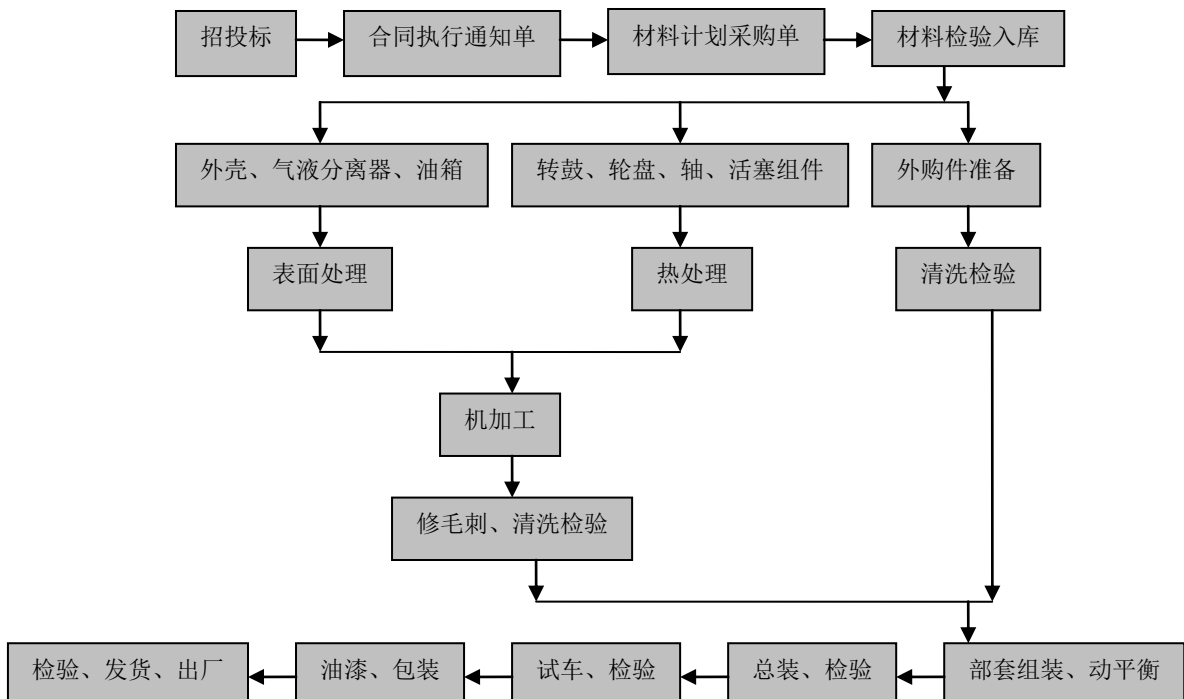 招投标
合同执行通知单
材料计划采购单
材料检验入库
外壳、气液分离器、油箱
转鼓、轮盘、轴、活塞组件
外购件准备
表面处理
热处理
清洗检验
机加工
修毛刺、清洗检验
检验、发货、出厂
油漆、包装
试车、检验
总装、检验
部套组装、动平衡